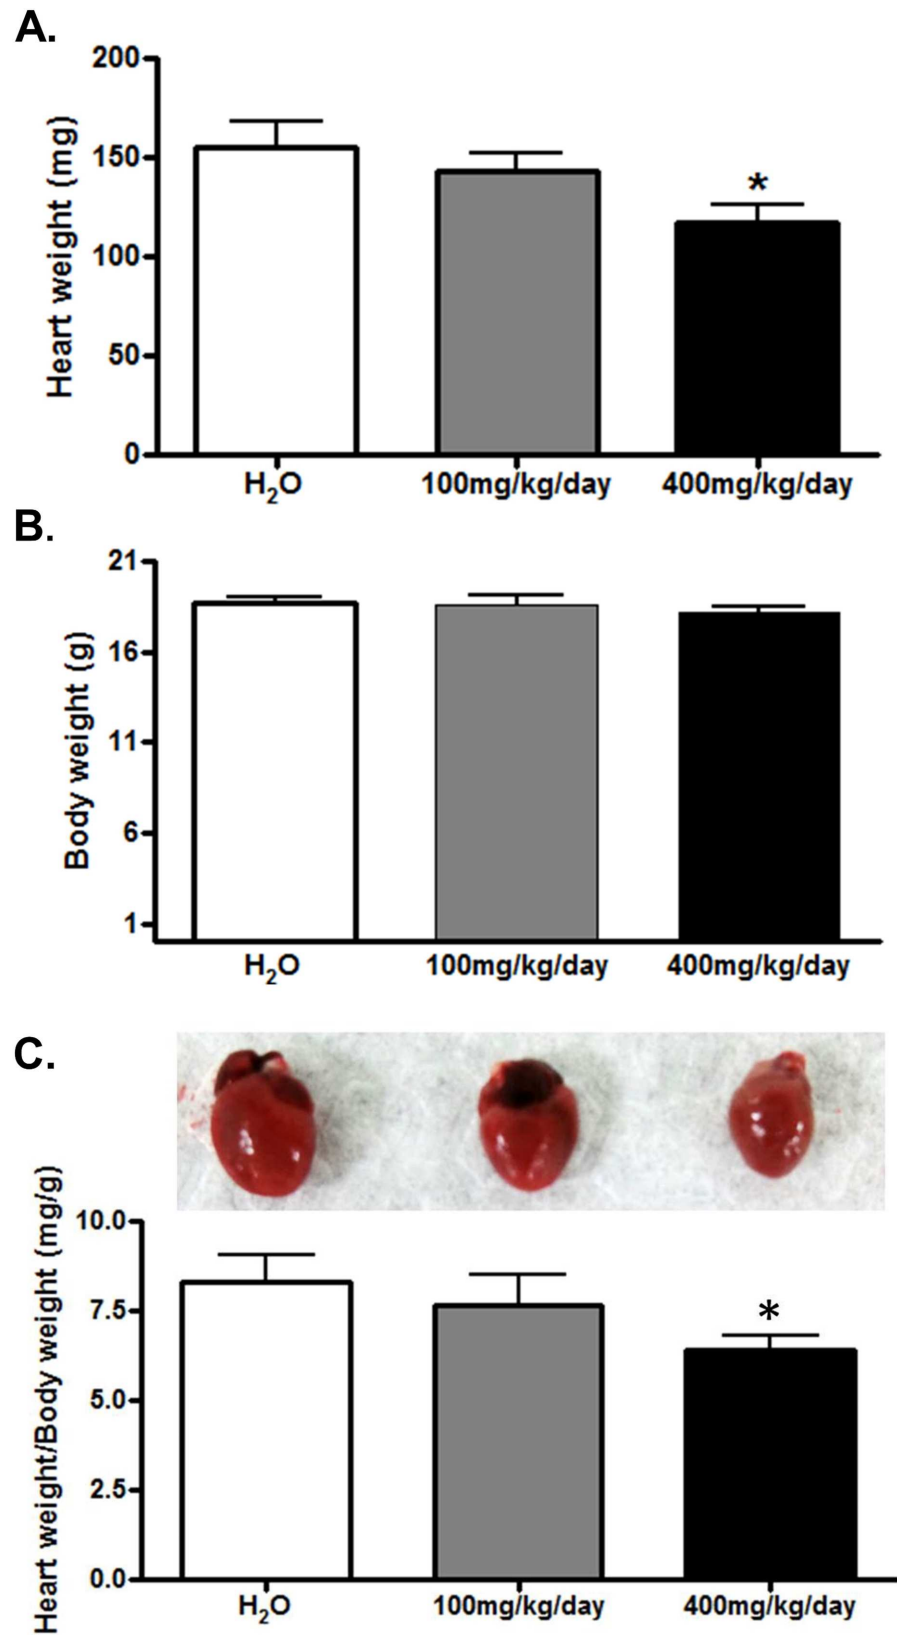 A.
Heart weight (mg)
200
150
100
50
0
*
H₂O 100mg/kg/day 400mg/kg/day
B.
Body weight (g)
21
16
11
6
1
H₂O 100mg/kg/day 400mg/kg/day
C.
Heart weight/Body weight (mg/g)
10.0
7.5
5.0
2.5
0.0
*
H₂O 100mg/kg/day 400mg/kg/day